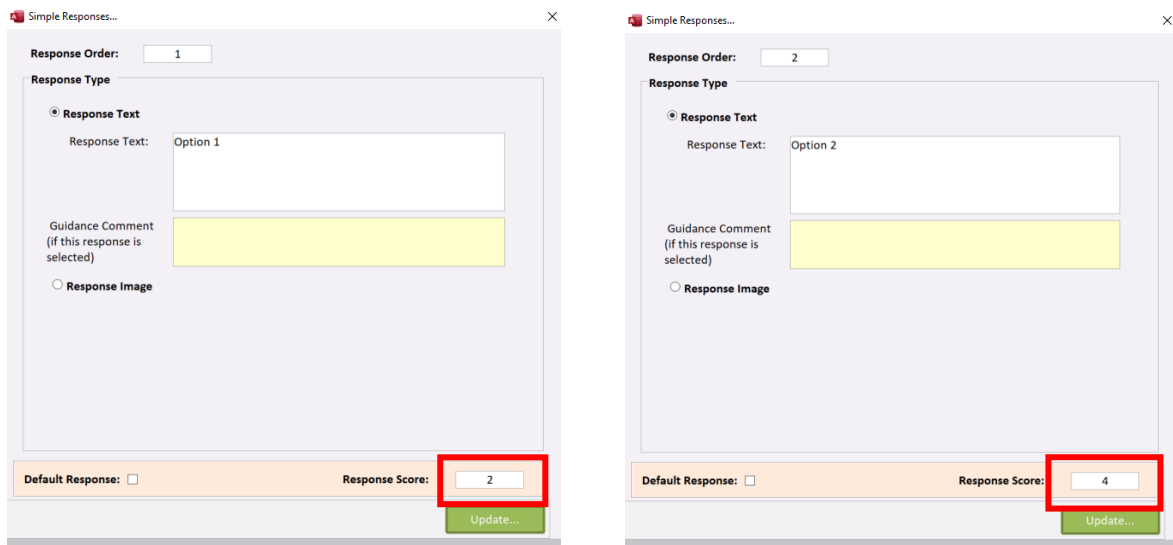 Simple Responses...
Response Order: 1
Response Type
Response Text
Response Text: Option 1
Guidance Comment
(if this response is
selected)
Response Image
Default Response: Response Score: 2
Update...
Simple Responses...
Response Order: 2
Response Type
Response Text
Response Text: Option 2
Guidance Comment
(if this response is
selected)
Response Image
Default Response: Response Score: 4
Update...